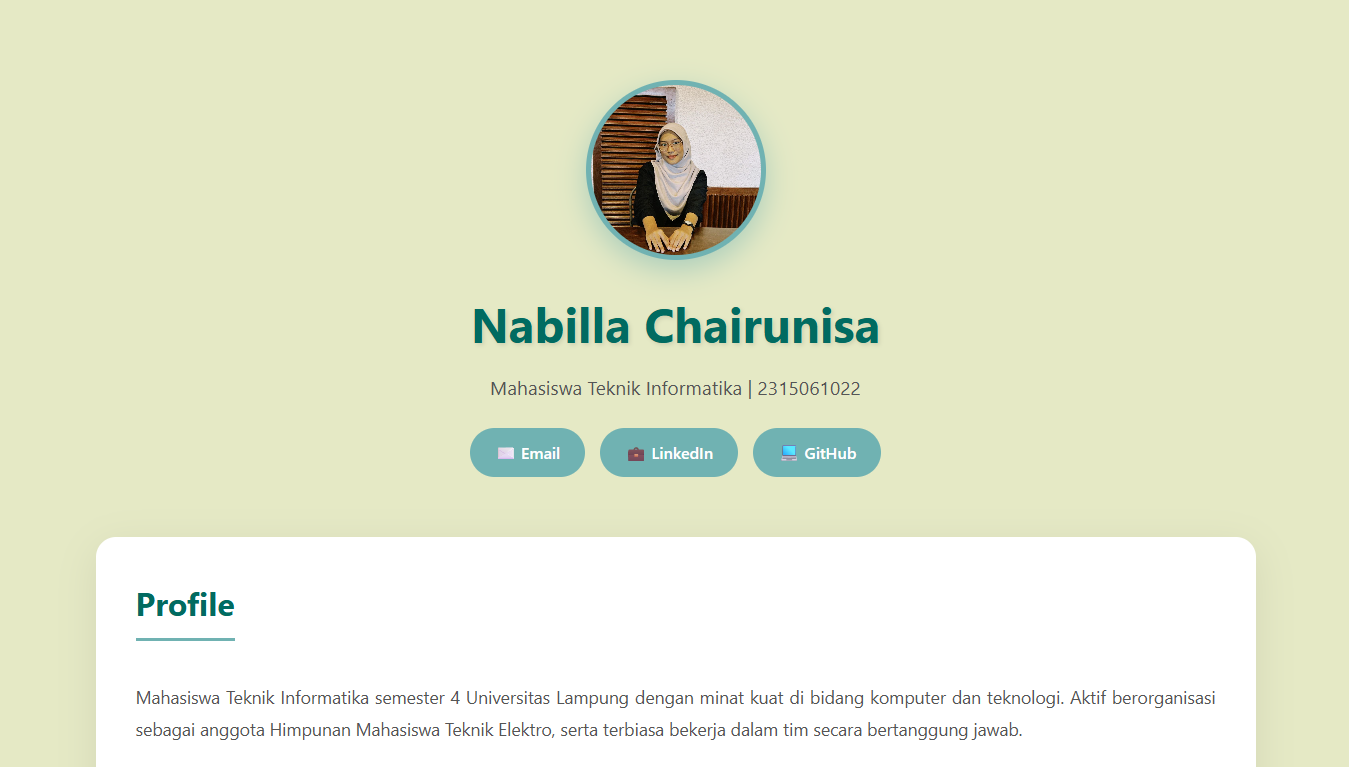 Nabilla Chairunisa
Mahasiswa Teknik Informatika | 2315061022
Email
LinkedIn
GitHub
Profile
Mahasiswa Teknik Informatika semester 4 Universitas Lampung dengan minat kuat di bidang komputer dan teknologi. Aktif berorganisasi
sebagai anggota Himpunan Mahasiswa Teknik Elektro, serta terbiasa bekerja dalam tim secara bertanggung jawab.